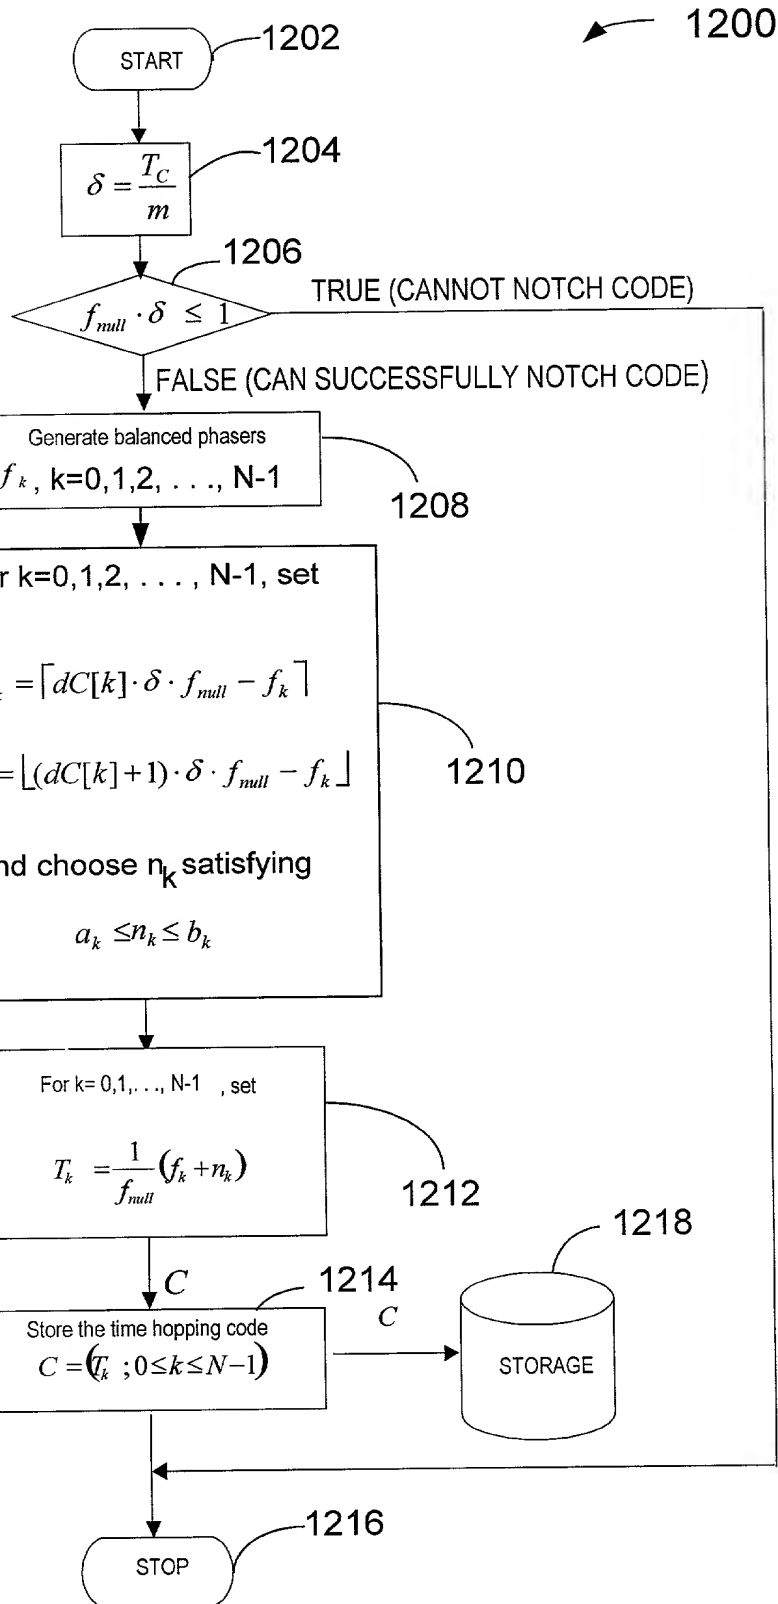 1200
START
1202
δ = T_C / m
1204
1206
f_null · δ ≤ 1
TRUE (CANNOT NOTCH CODE)
FALSE (CAN SUCCESSFULLY NOTCH CODE)
Generate balanced phasers
f_k, k=0,1,2, . . ., N-1
1208
r k=0,1,2, . . . , N-1, set
k = ⌈dC[k] · δ · f_null − f_k⌉
= ⌊(dC[k]+1) · δ · f_null − f_k⌋
1210
nd choose n_k satisfying
a_k ≤ n_k ≤ b_k
For k= 0,1,. . ., N-1 , set
T_k = 1/f_null (f_k + n_k)
1212
C
1214
1218
Store the time hopping code
C = (T_k ; 0≤k≤N−1)
C
STORAGE
STOP
1216